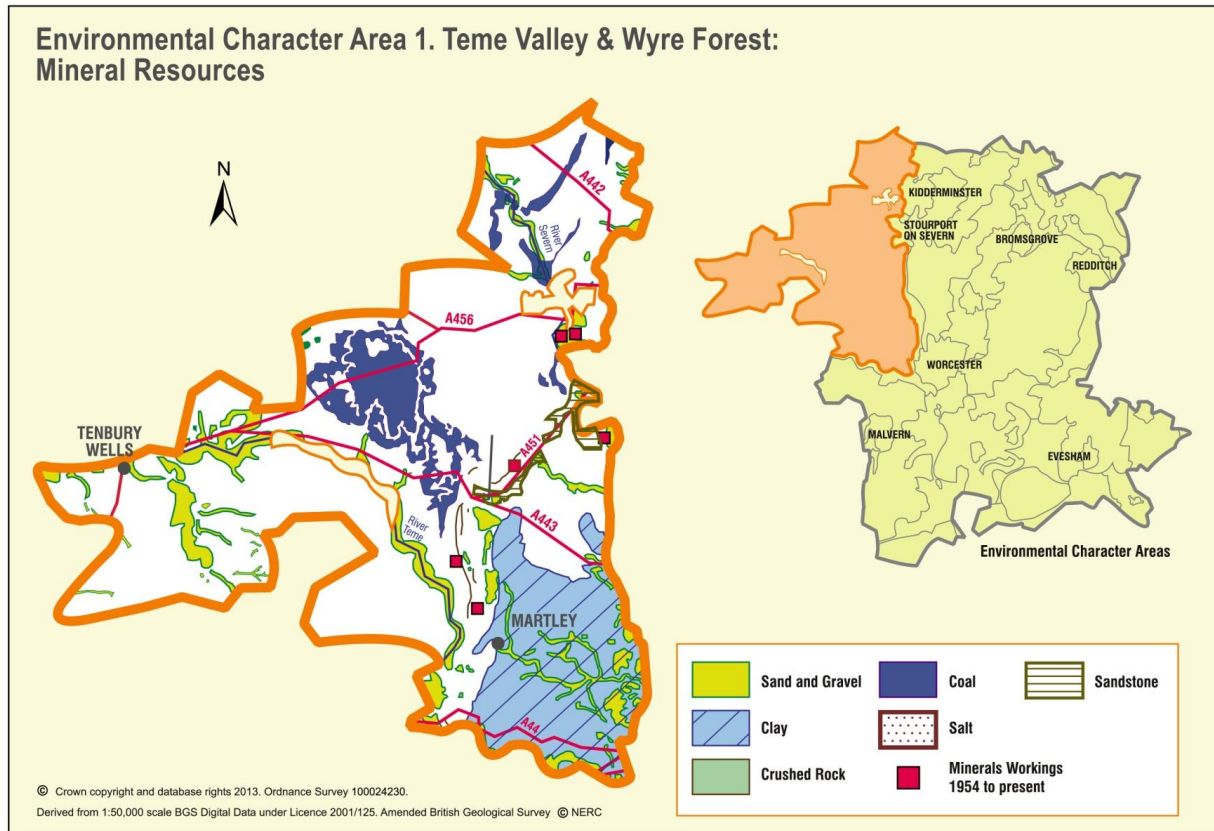 Environmental Character Area 1. Teme Valley & Wyre Forest:
Mineral Resources
N
A442
River
Severn
A456
TENBURY
WELLS
A451
River
Teme
A443
MARTLEY
A44
KIDDERMINSTER
STOURPORT
ON SEVERN
BROMSGROVE
REDDITCH
WORCESTER
MALVERN
EVESHAM
Environmental Character Areas
Sand and Gravel
Coal
Sandstone
Clay
Salt
Crushed Rock
Minerals Workings
1954 to present
© Crown copyright and database rights 2013. Ordnance Survey 100024230.
Derived from 1:50,000 scale BGS Digital Data under Licence 2001/125. Amended British Geological Survey © NERC